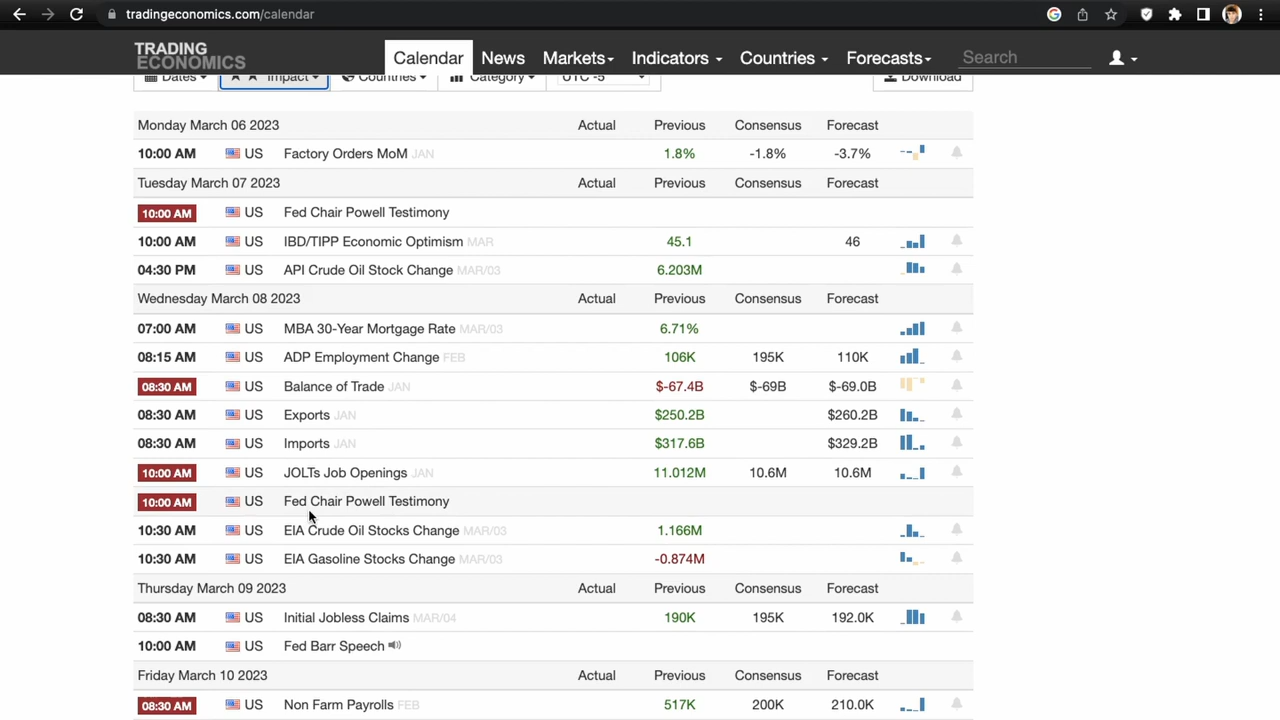 tradingeconomics.com/calendar
TRADING ECONOMICS
Calendar News Markets Indicators Countries Forecasts Search
Dates Impact Countries Category UTC -5 Download
Monday March 06 2023 Actual Previous Consensus Forecast
10:00 AM US Factory Orders MoM JAN 1.8% -1.8% -3.7%
Tuesday March 07 2023 Actual Previous Consensus Forecast
10:00 AM US Fed Chair Powell Testimony
10:00 AM US IBD/TIPP Economic Optimism MAR 45.1 46
04:30 PM US API Crude Oil Stock Change MAR/03 6.203M
Wednesday March 08 2023 Actual Previous Consensus Forecast
07:00 AM US MBA 30-Year Mortgage Rate MAR/03 6.71%
08:15 AM US ADP Employment Change FEB 106K 195K 110K
08:30 AM US Balance of Trade JAN $-67.4B $-69B $-69.0B
08:30 AM US Exports JAN $250.2B $260.2B
08:30 AM US Imports JAN $317.6B $329.2B
10:00 AM US JOLTs Job Openings JAN 11.012M 10.6M 10.6M
10:00 AM US Fed Chair Powell Testimony
10:30 AM US EIA Crude Oil Stocks Change MAR/03 1.166M
10:30 AM US EIA Gasoline Stocks Change MAR/03 -0.874M
Thursday March 09 2023 Actual Previous Consensus Forecast
08:30 AM US Initial Jobless Claims MAR/04 190K 195K 192.0K
10:00 AM US Fed Barr Speech
Friday March 10 2023 Actual Previous Consensus Forecast
08:30 AM US Non Farm Payrolls FEB 517K 200K 210.0K